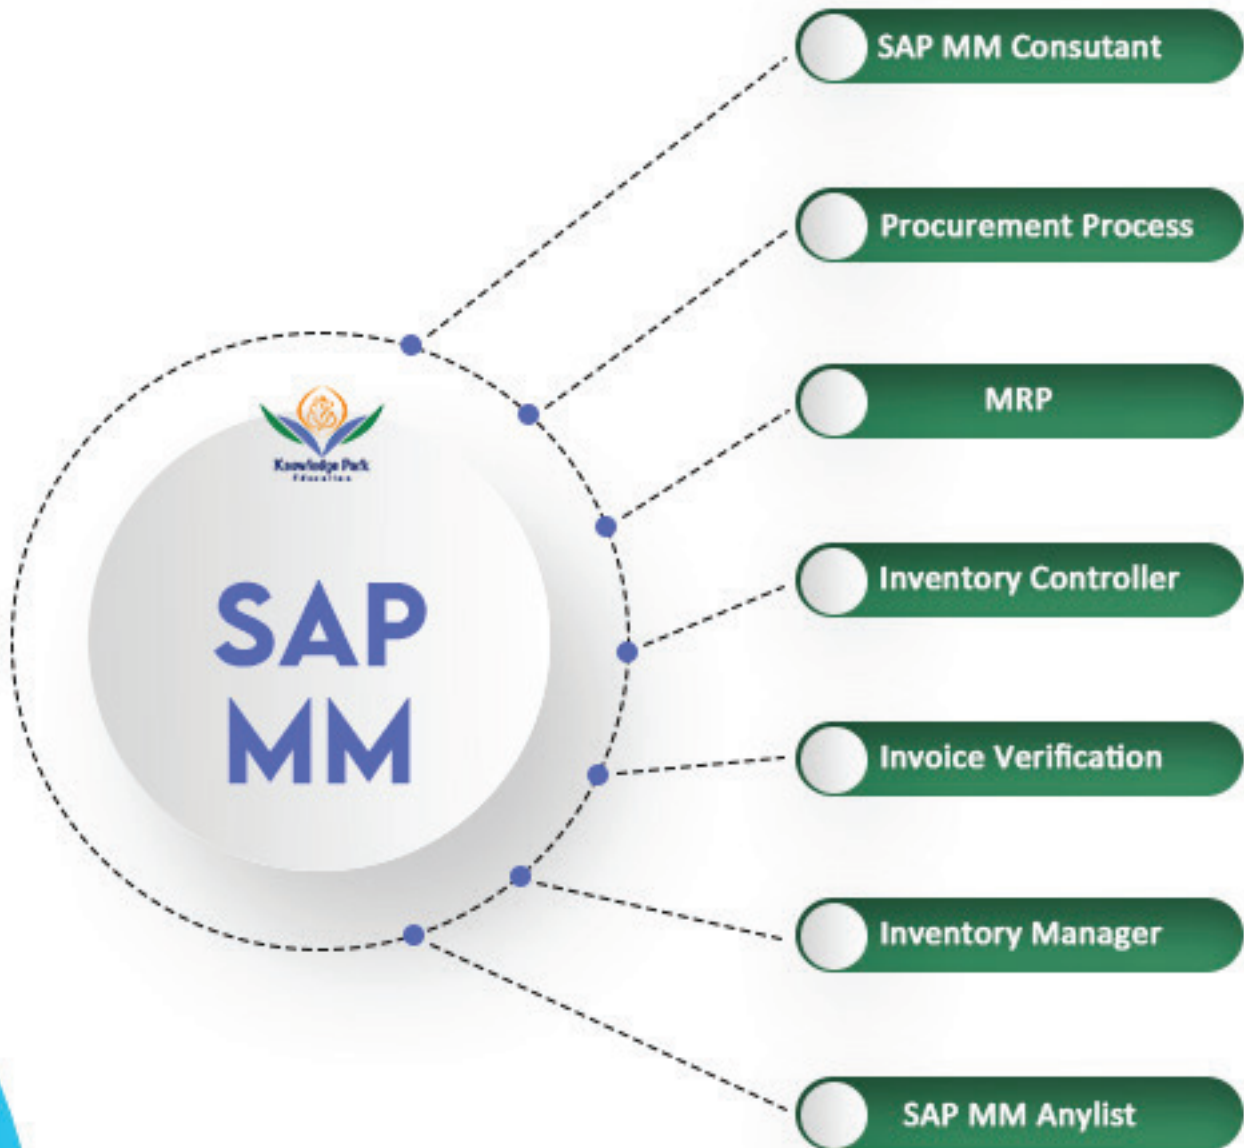 SAP MM Consutant
Procurement Process
MRP
Knowledge Park
Education
Inventory Controller
SAP
MM
Invoice Verification
Inventory Manager
SAP MM Anylist